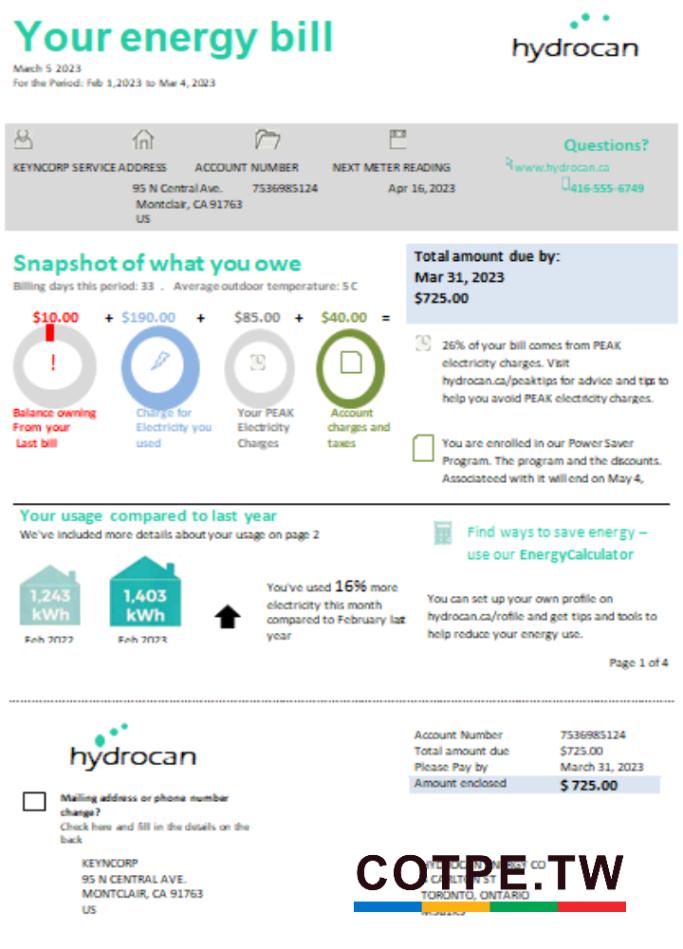 Your energy bill
hydrocan
March 5 2023
For the Period: Feb 1,2023 to Mar 4, 2023
Questions?
KEYNCORP SERVICE ADDRESS ACCOUNT NUMBER NEXT METER READING
www.hydrocan.ca
95 N Central Ave. 7536985124 Apr 16, 2023
416-555-6749
Montclair, CA 91763
US
Snapshot of what you owe
Billing days this period: 33 . Average outdoor temperature: 5 C
Total amount due by:
Mar 31, 2023
$725.00
$10.00 + $190.00 + $85.00 + $40.00 =
!
Balance owning
From your
Last bill
Charge for
Electricity you
used
Your PEAK
Electricity
Charges
Account
charges and
taxes
26% of your bill comes from PEAK
electricity charges. Visit
hydrocan.ca/peaktips for advice and tips to
help you avoid PEAK electricity charges.
You are enrolled in our Power Saver
Program. The program and the discounts.
Associateed with it will end on May 4,
Your usage compared to last year
We've included more details about your usage on page 2
1,243
kWh
Feb 2022
1,403
kWh
Feb 2023
You've used 16% more
electricity this month
compared to February last
year
Find ways to save energy –
use our EnergyCalculator
You can set up your own profile on
hydrocan.ca/rofile and get tips and tools to
help reduce your energy use.
Page 1 of 4
hydrocan
Account Number 7536985124
Total amount due $725.00
Please Pay by March 31, 2023
Amount enclosed $ 725.00
Mailing address or phone number
change?
Check here and fill in the details on the
back
KEYNCORP
95 N CENTRAL AVE.
MONTCLAIR, CA 91763
US
COTPE.TW
TORONTO, ONTARIO